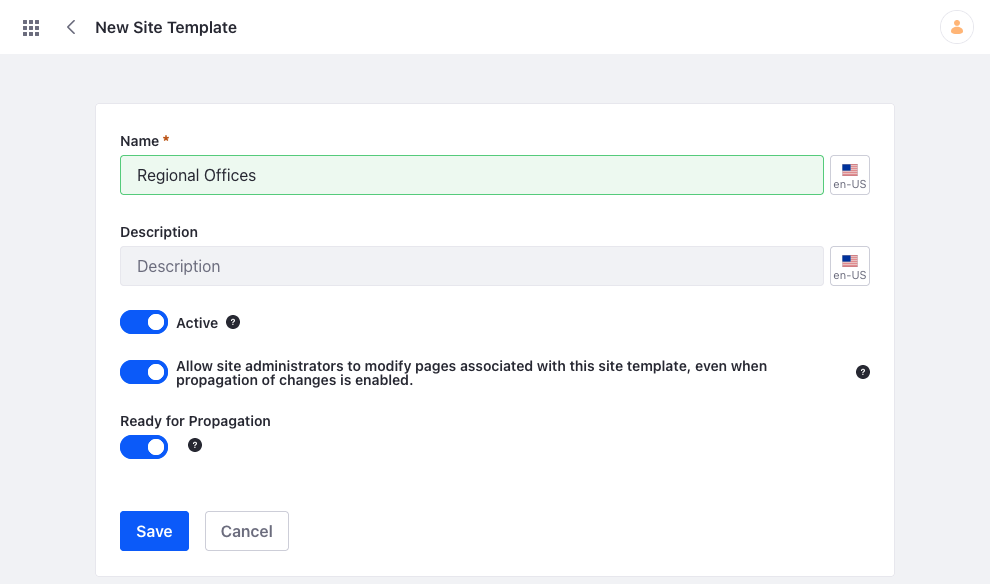 New Site Template
Name *
Regional Offices
en-US
Description
Description
en-US
Active ?
Allow site administrators to modify pages associated with this site template, even when
propagation of changes is enabled.
?
Ready for Propagation
?
Save
Cancel